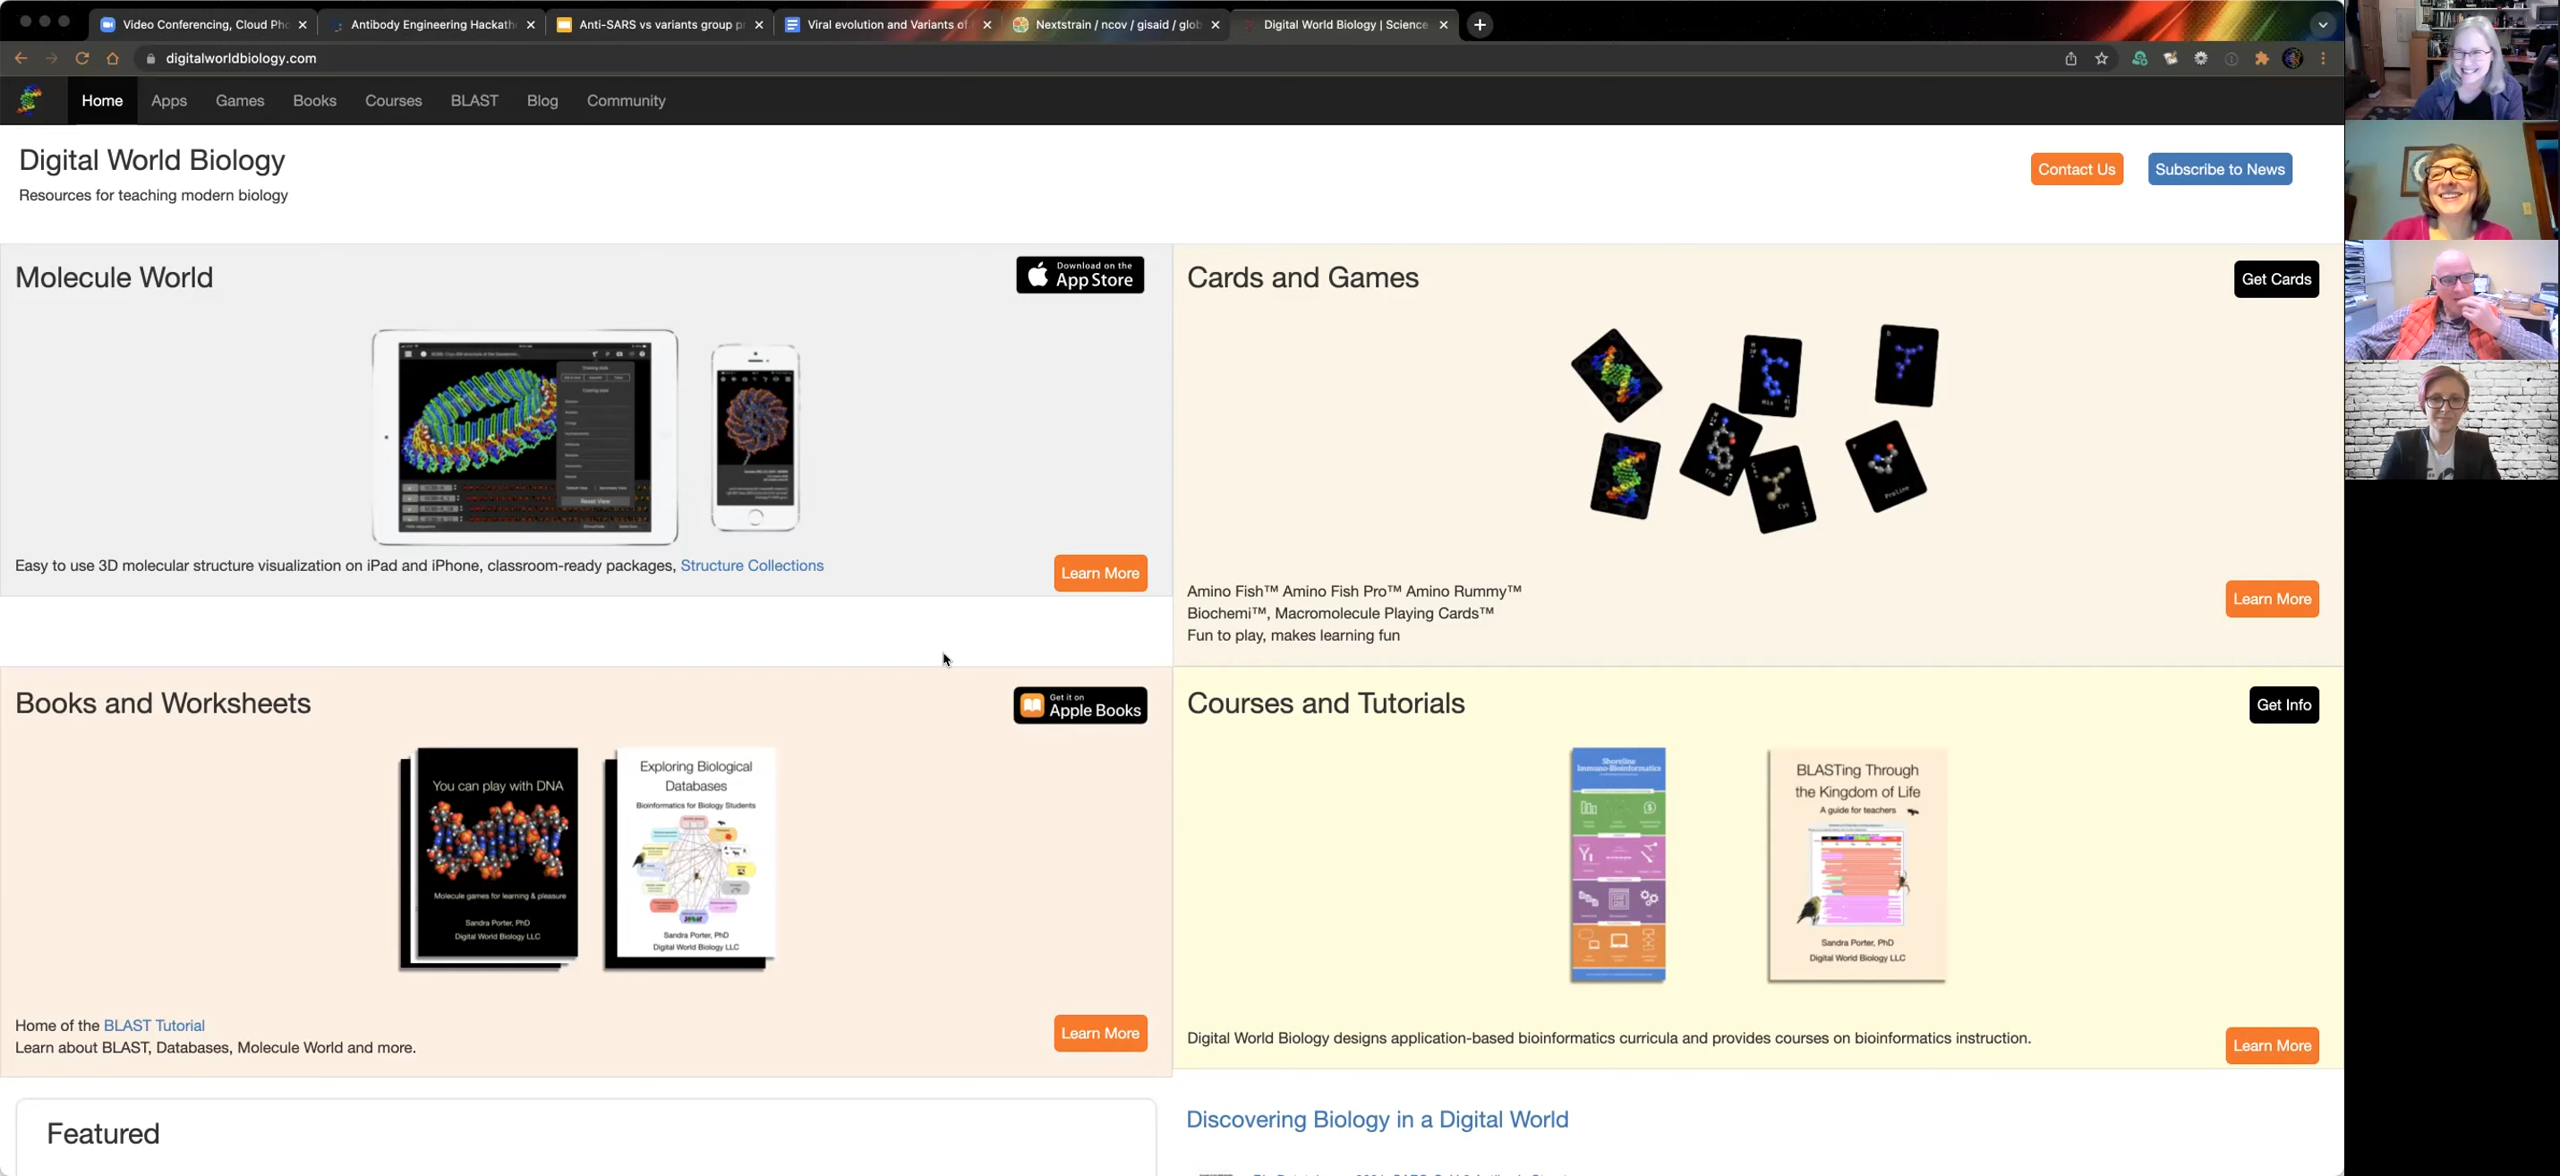 Video Conferencing, Cloud Pho
Antibody Engineering Hackath
Anti-SARS vs variants group p
Viral evolution and Variants of
Nextstrain / ncov / gisaid / glob
Digital World Biology | Science
digitalworldbiology.com
Home
Apps
Games
Books
Courses
BLAST
Blog
Community
Digital World Biology
Resources for teaching modern biology
Contact Us
Subscribe to News
Molecule World
Download on the
App Store
Easy to use 3D molecular structure visualization on iPad and iPhone, classroom-ready packages, Structure Collections
Learn More
Cards and Games
Get Cards
His
Trp
Cys
Proline
Amino Fish™ Amino Fish Pro™ Amino Rummy™
Biochemi™, Macromolecule Playing Cards™
Fun to play, makes learning fun
Learn More
Books and Worksheets
Get it on
Apple Books
You can play with DNA
Molecule games for learning & pleasure
Sandra Porter, PhD
Digital World Biology LLC
Exploring Biological
Databases
Bioinformatics for Biology Students
Sandra Porter, PhD
Digital World Biology LLC
Home of the BLAST Tutorial
Learn about BLAST, Databases, Molecule World and more.
Learn More
Courses and Tutorials
Get Info
Shoreline
Immuno-Bioinformatics
BLASTing Through
the Kingdom of Life
A guide for teachers
Sandra Porter, PhD
Digital World Biology LLC
Digital World Biology designs application-based bioinformatics curricula and provides courses on bioinformatics instruction.
Learn More
Featured
Discovering Biology in a Digital World